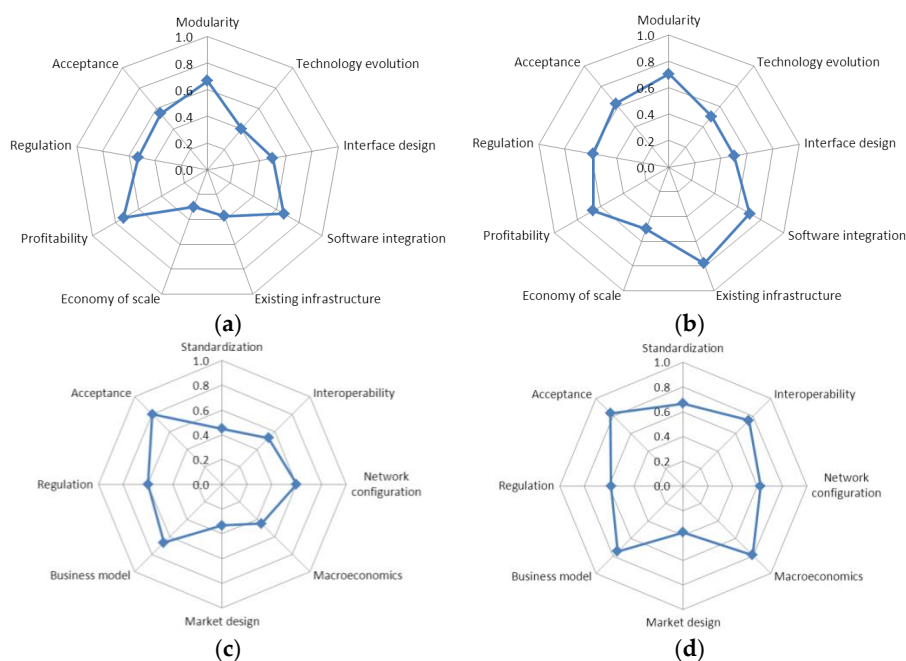 Modularity
1.0
Acceptance
0.8
Technology evolution
0.6
0.4
Regulation
0.2
Interface design
0.0
Profitability
Software integration
Economy of scale
Existing infrastructure
(a)
Modularity
1.0
Acceptance
0.8
Technology evolution
0.6
0.4
Regulation
0.2
Interface design
0.0
Profitability
Software integration
Economy of scale
Existing infrastructure
(b)
Standardization
1.0
Acceptance
0.8
Interoperability
0.6
0.4
0.2
Regulation
0.0
Network
configuration
Business model
Macroeconomics
Market design
(c)
Standardization
1.0
Acceptance
0.8
Interoperability
0.6
0.4
0.2
Regulation
0.0
Network
configuration
Business model
Macroeconomics
Market design
(d)